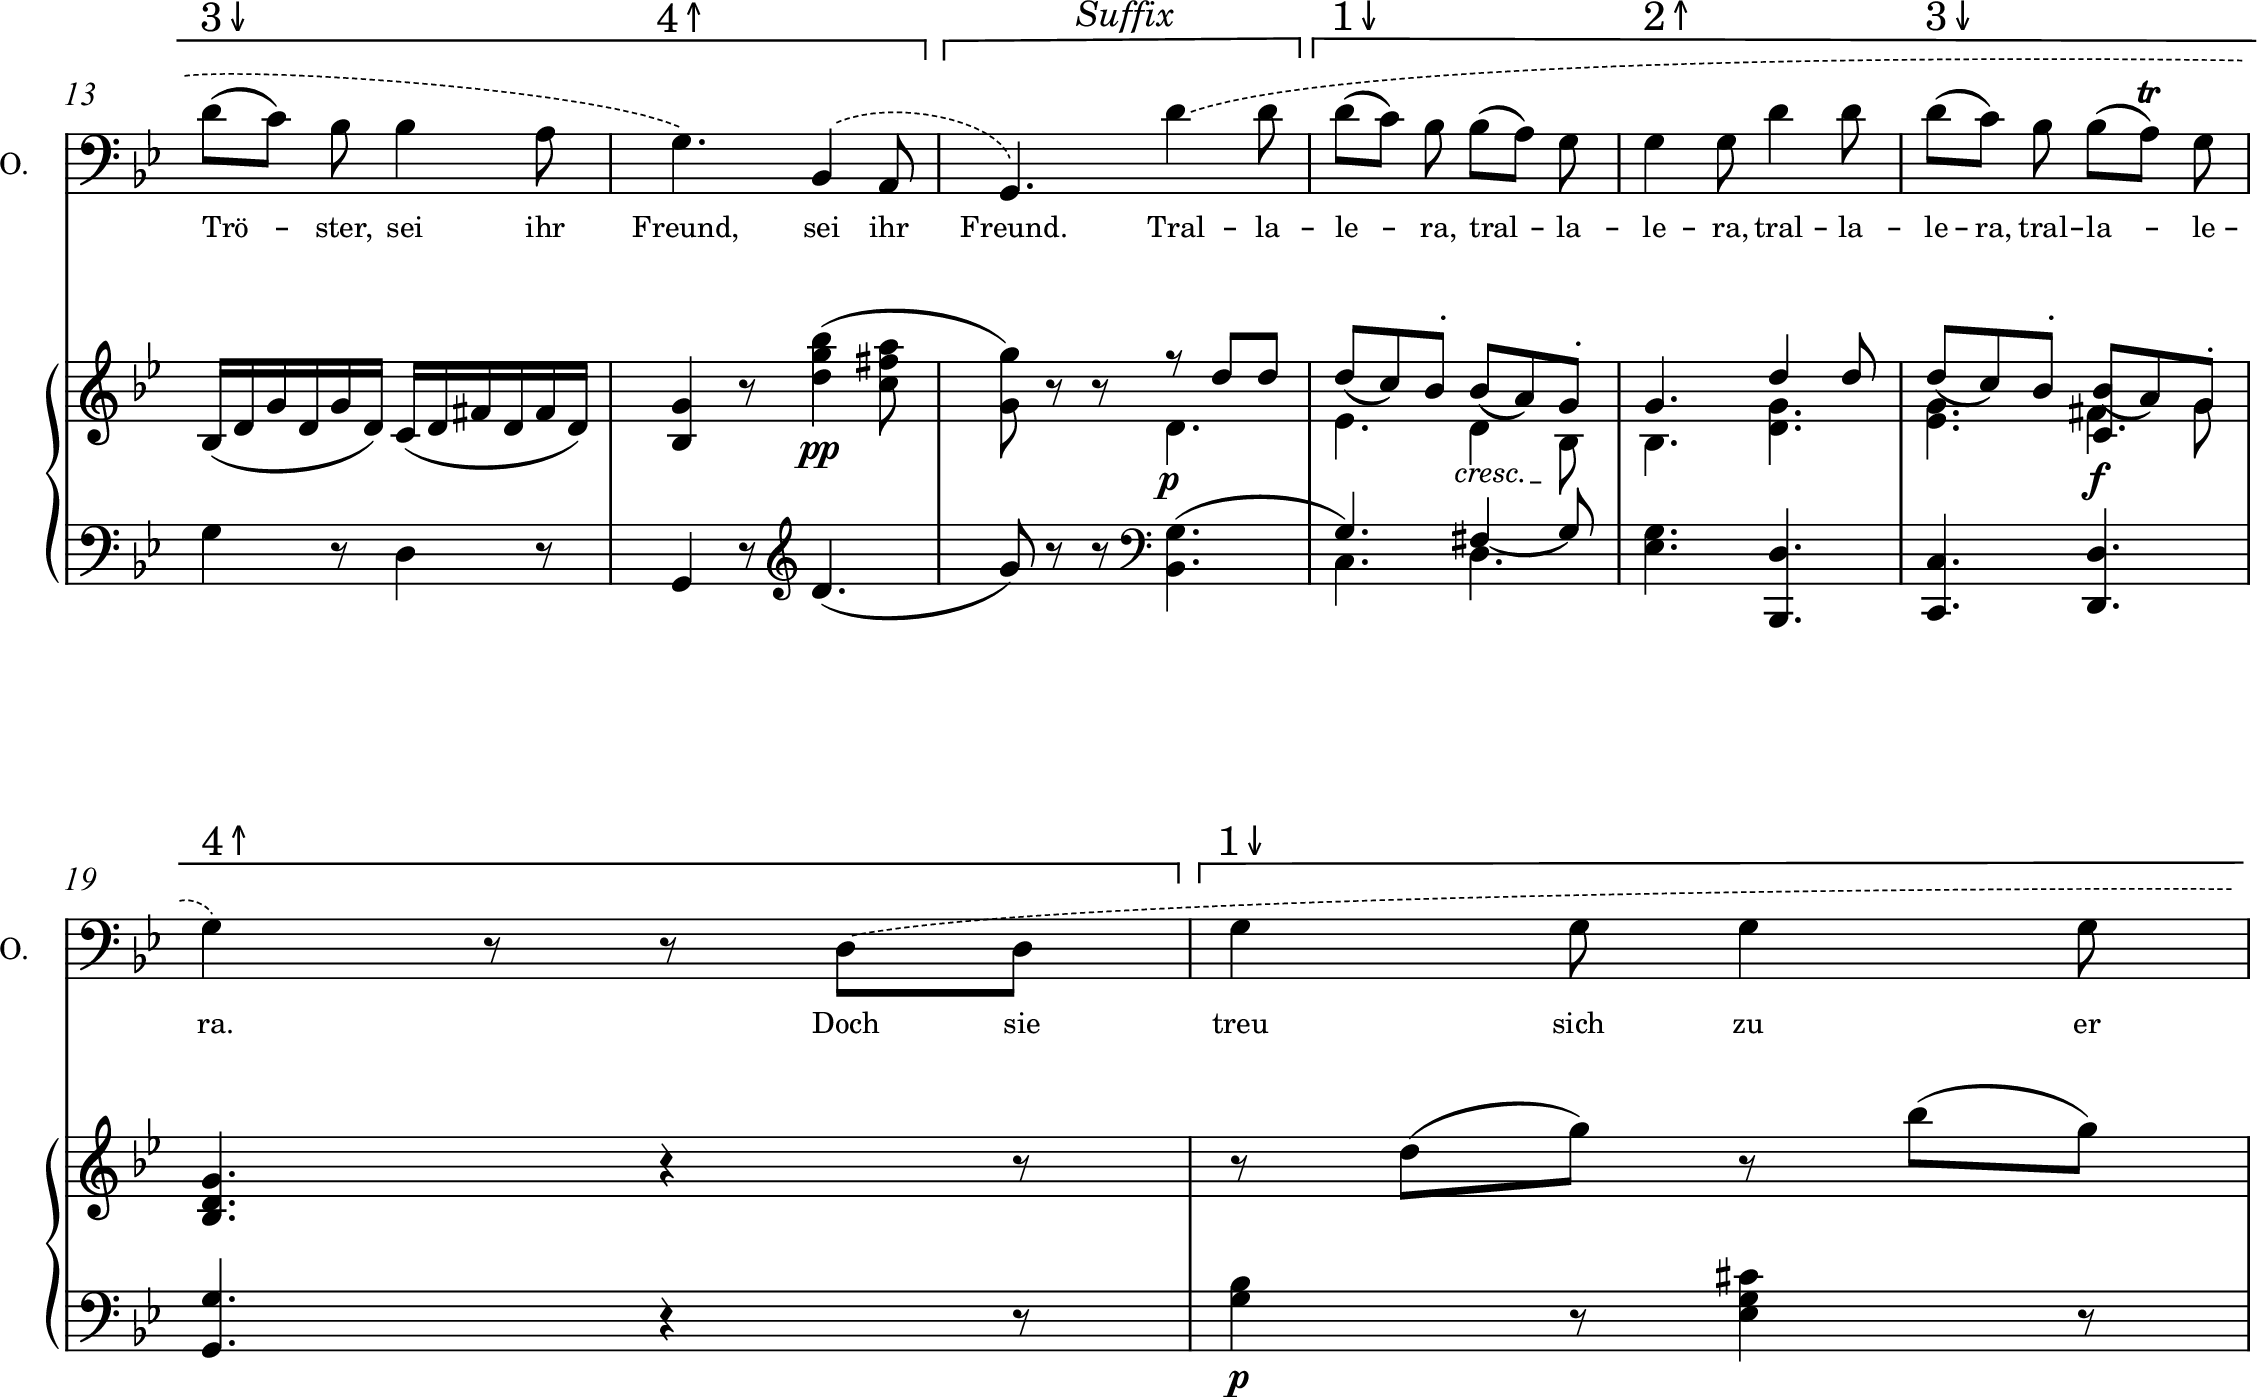 3↓ 4↑ Suffix 1↓ 2↑ 3↓
13
O.
tr
Trö – ster, sei ihr Freund, sei ihr Freund. Tral – la – le – ra, tral – la – le – ra, tral – la – le – ra, tral – la – le –
pp p cresc. f
4↑ 1↓
19
O.
ra. Doch sie treu sich zu er
p